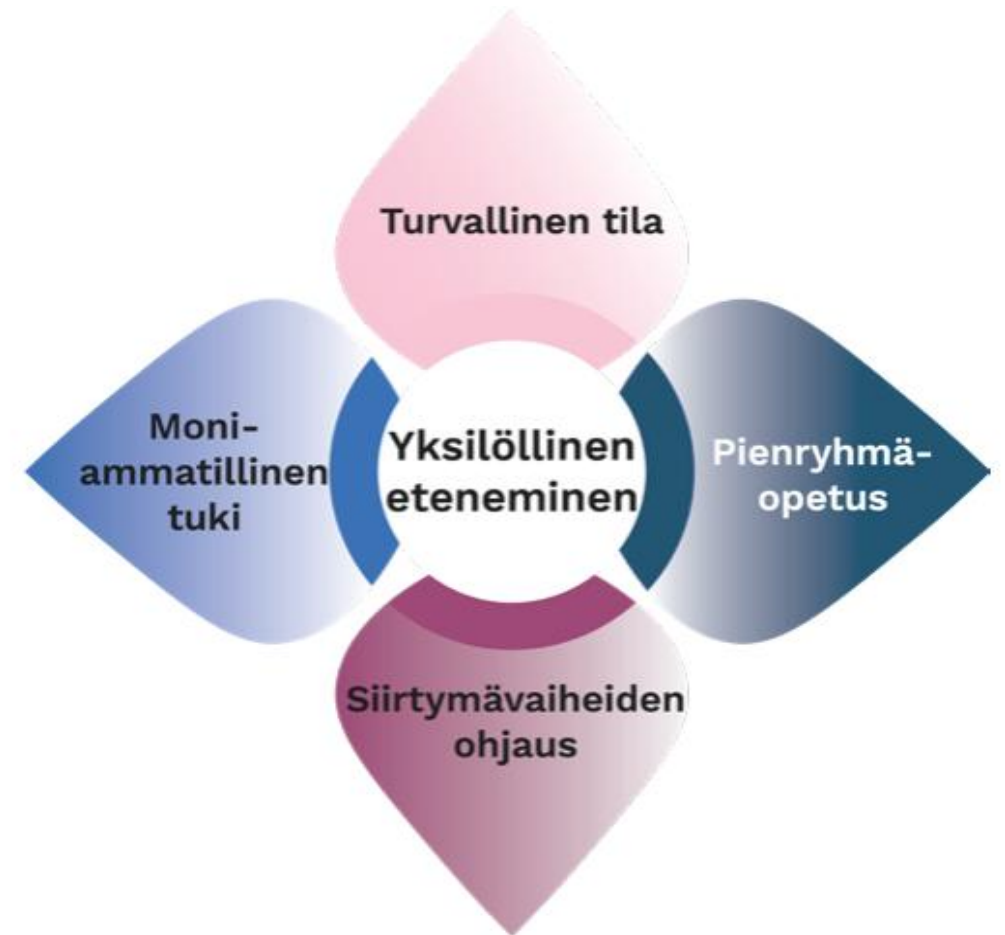 Turvallinen tila
Moni-
ammatillinen
tuki
Yksilöllinen
eteneminen
Pienryhmä-
opetus
Siirtymävaiheiden
ohjaus